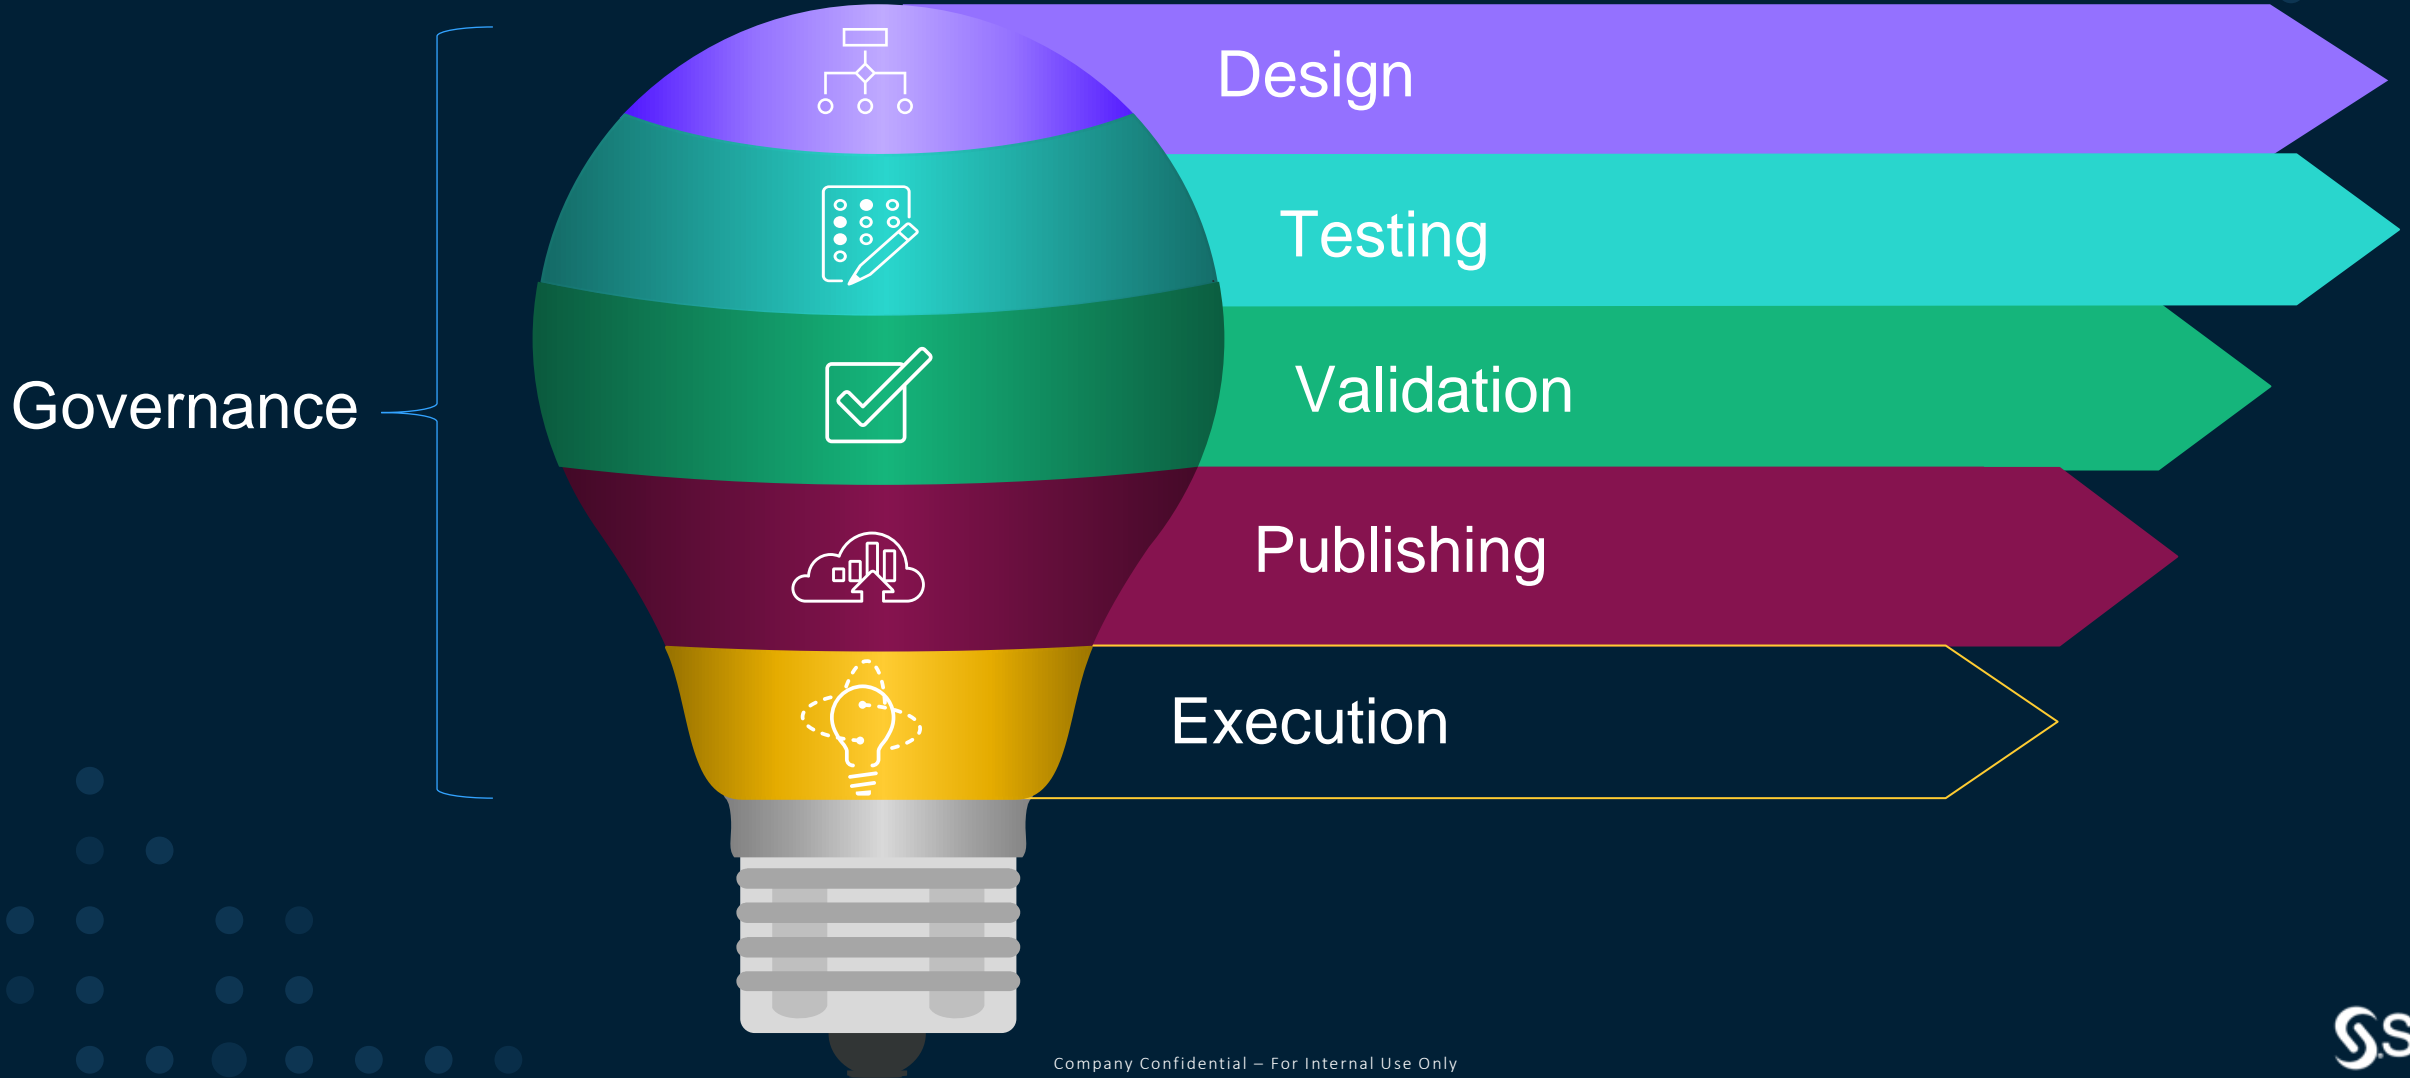 Design
Testing
Validation
Governance
Publishing
Execution
Company Confidential – For Internal Use Only